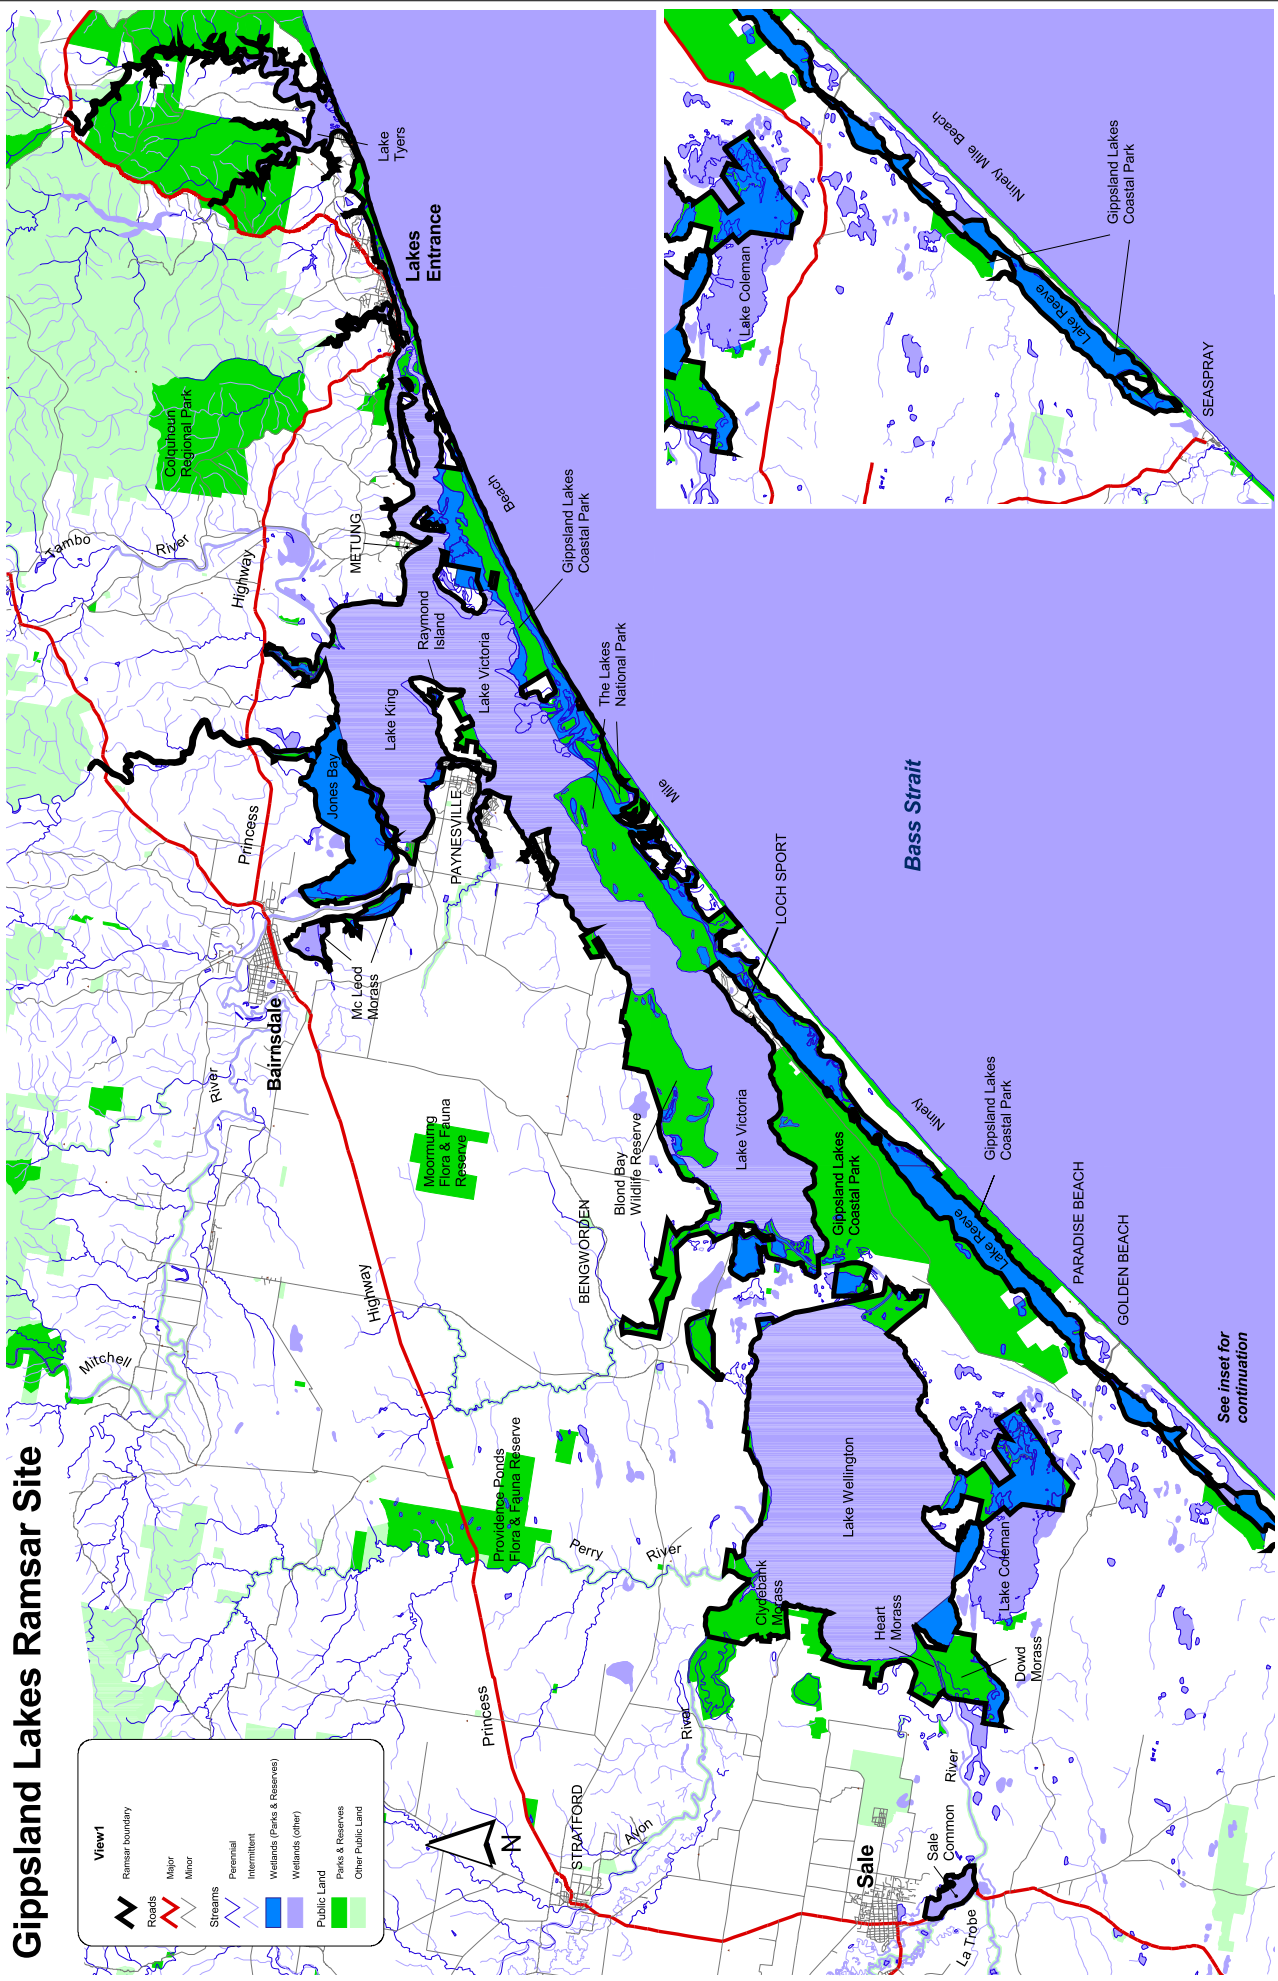 Gippsland Lakes Ramsar Site
View1
Ramsar boundary
Roads
Major
Minor
Streams
Perennial
Intermittent
Wetlands (Parks & Reserves)
Wetlands (other)
Public Land
Parks & Reserves
Other Public Land
N
STRATFORD
Avon
River
Princess
Highway
Sale
Sale
Common
La Trobe
River
Perry
River
Providence Ponds
Flora & Fauna Reserve
Clydebank
Morass
Heart
Morass
Dowd
Morass
Lake Wellington
Lake Coleman
Mitchell
River
Moormurng
Flora & Fauna
Reserve
BENGWORDEN
Blond Bay
Wildlife Reserve
Lake Victoria
Gippsland Lakes
Coastal Park
Lake Reeve
Gippsland Lakes
Coastal Park
PARADISE BEACH
GOLDEN BEACH
See inset for
continuation
Bairnsdale
Mc Leod
Morass
Princess
Highway
Jones Bay
PAYNESVILLE
Lake King
Raymond
Island
Lake Victoria
The Lakes
National Park
LOCH SPORT
Ninety
Mile
Beach
Bass Strait
Tambo
River
METUNG
Gippsland Lakes
Coastal Park
Colquhoun
Regional Park
Lakes
Entrance
Lake
Tyers
Lake Coleman
Ninety Mile Beach
Gippsland Lakes
Coastal Park
Lake Reeve
SEASPRAY